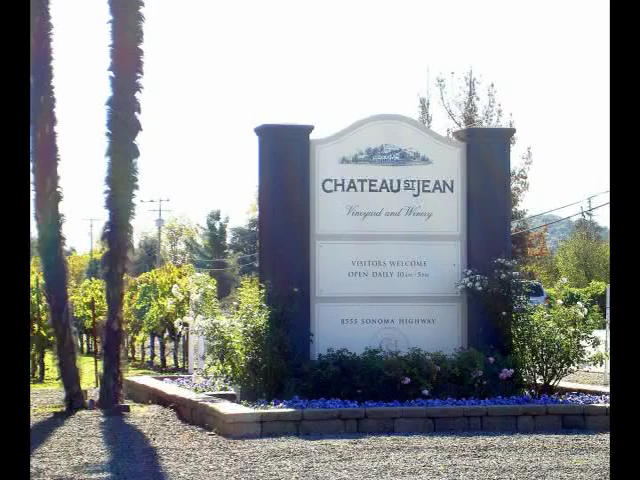 CHATEAU ST JEAN
Vineyard and Winery
VISITORS WELCOME
OPEN DAILY 10AM-5PM
8555 SONOMA HIGHWAY